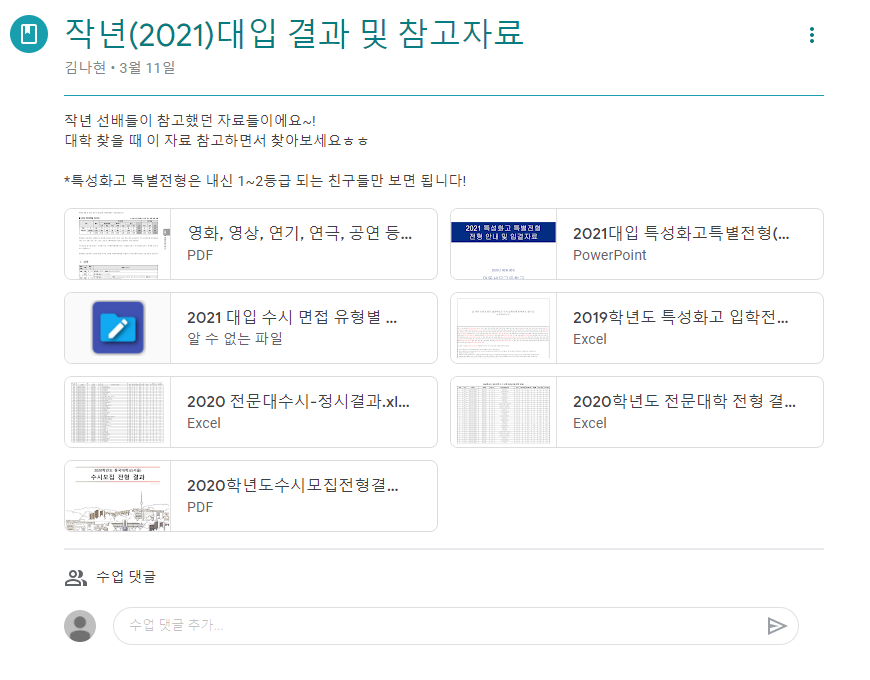 작년(2021)대입 결과 및 참고자료
김나현 • 3월 11일
작년 선배들이 참고했던 자료들이에요~!
대학 찾을 때 이 자료 참고하면서 찾아보세요ㅎㅎ
*특성화고 특별전형은 내신 1~2등급 되는 친구들만 보면 됩니다!
영화, 영상, 연기, 연극, 공연 등...
PDF
2021 특성화고 특별전형
전형 안내 및 입결자료
2021대입 특성화고특별전형(...
PowerPoint
2021 대입 수시 면접 유형별 ...
알 수 없는 파일
2019학년도 특성화고 입학전...
Excel
2020 전문대수시-정시결과.xl...
Excel
2020학년도 전문대학 전형 결...
Excel
수시모집 전형 결과
2020학년도수시모집전형결...
PDF
수업 댓글
수업 댓글 추가...